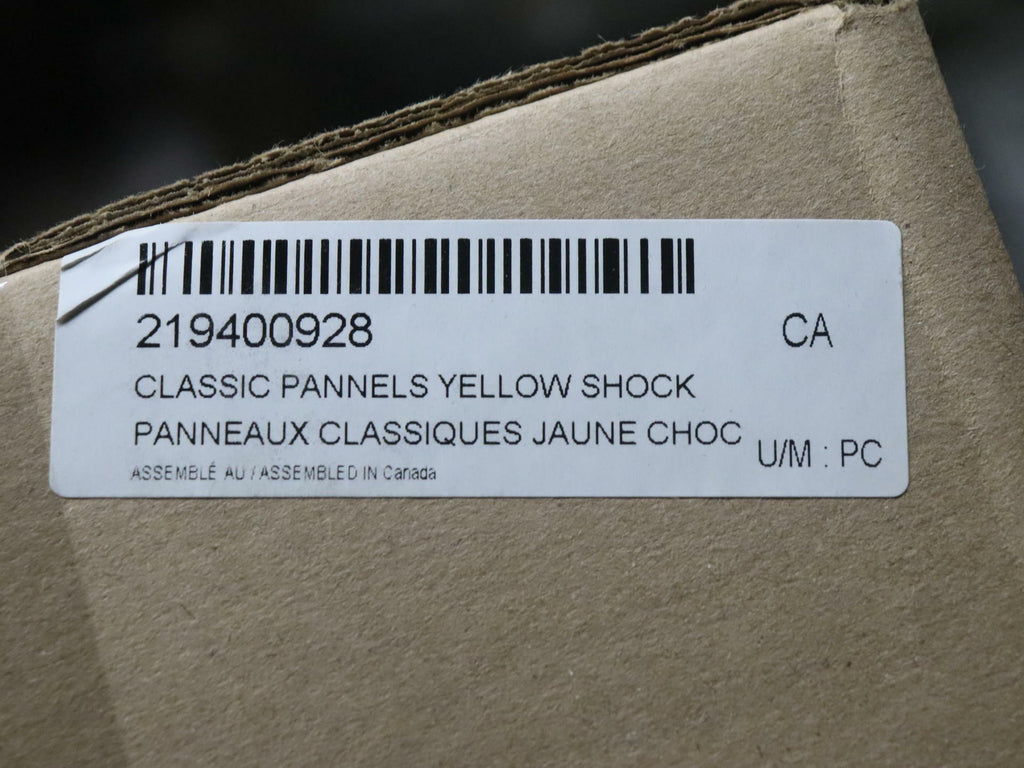 219400928
CA
CLASSIC PANNELS YELLOW SHOCK
PANNEAUX CLASSIQUES JAUNE CHOC
U/M : PC
ASSEMBLÉ AU / ASSEMBLED IN Canada